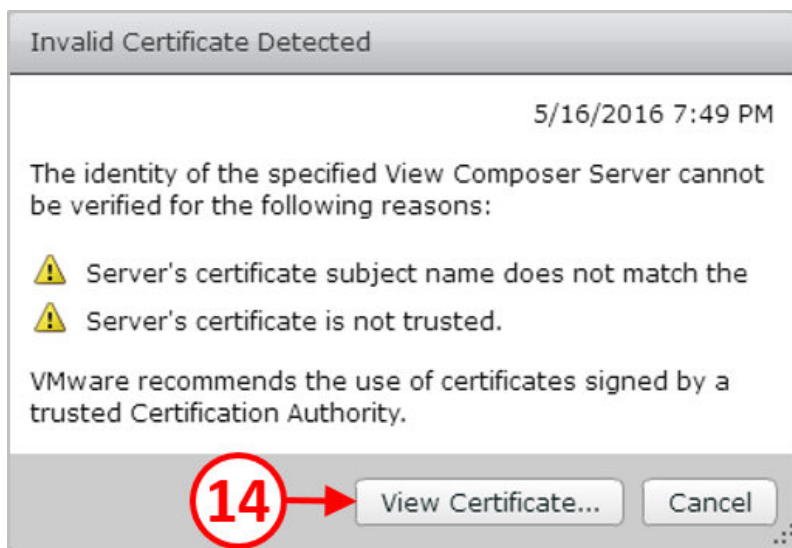 Invalid Certificate Detected
5/16/2016 7:49 PM
The identity of the specified View Composer Server cannot
be verified for the following reasons:
Server's certificate subject name does not match the
Server's certificate is not trusted.
VMware recommends the use of certificates signed by a
trusted Certification Authority.
14 View Certificate... Cancel